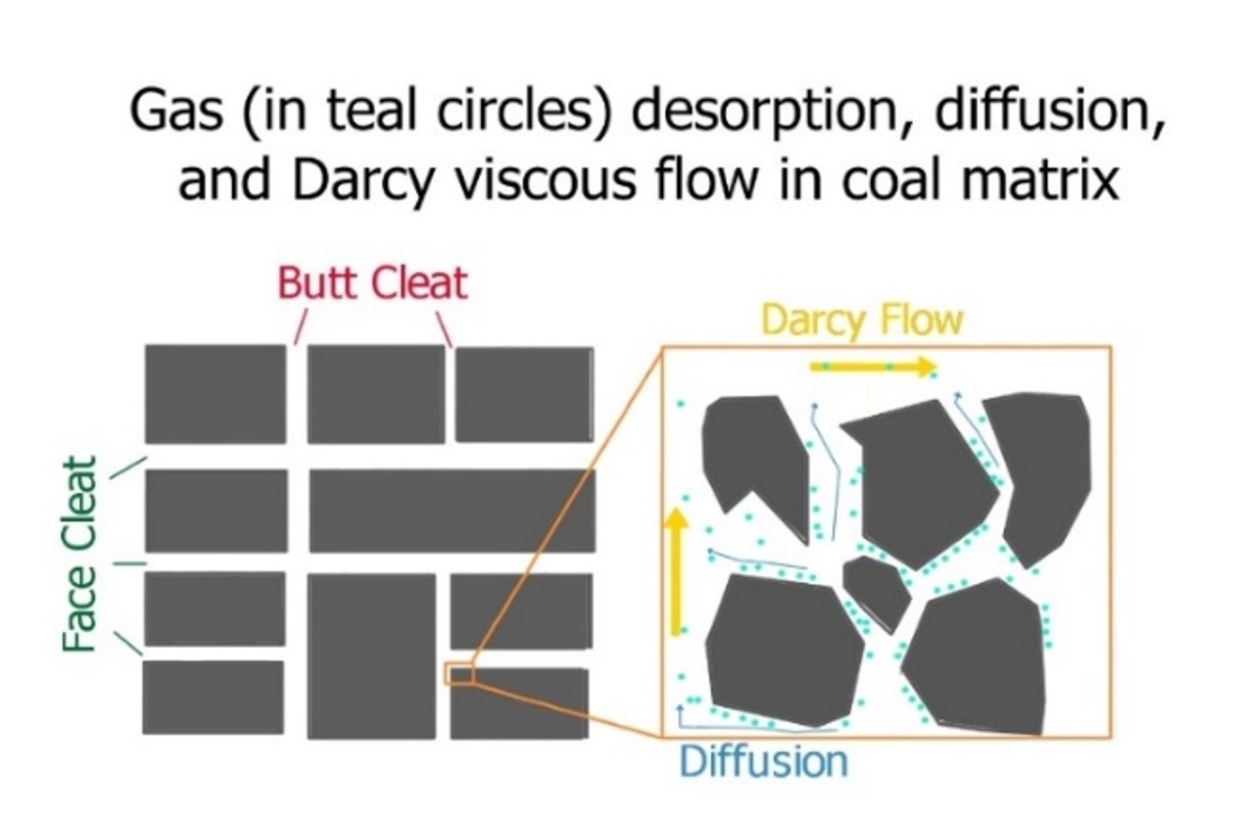 Gas (in teal circles) desorption, diffusion,
and Darcy viscous flow in coal matrix
Butt Cleat
Darcy Flow
Face Cleat
Diffusion